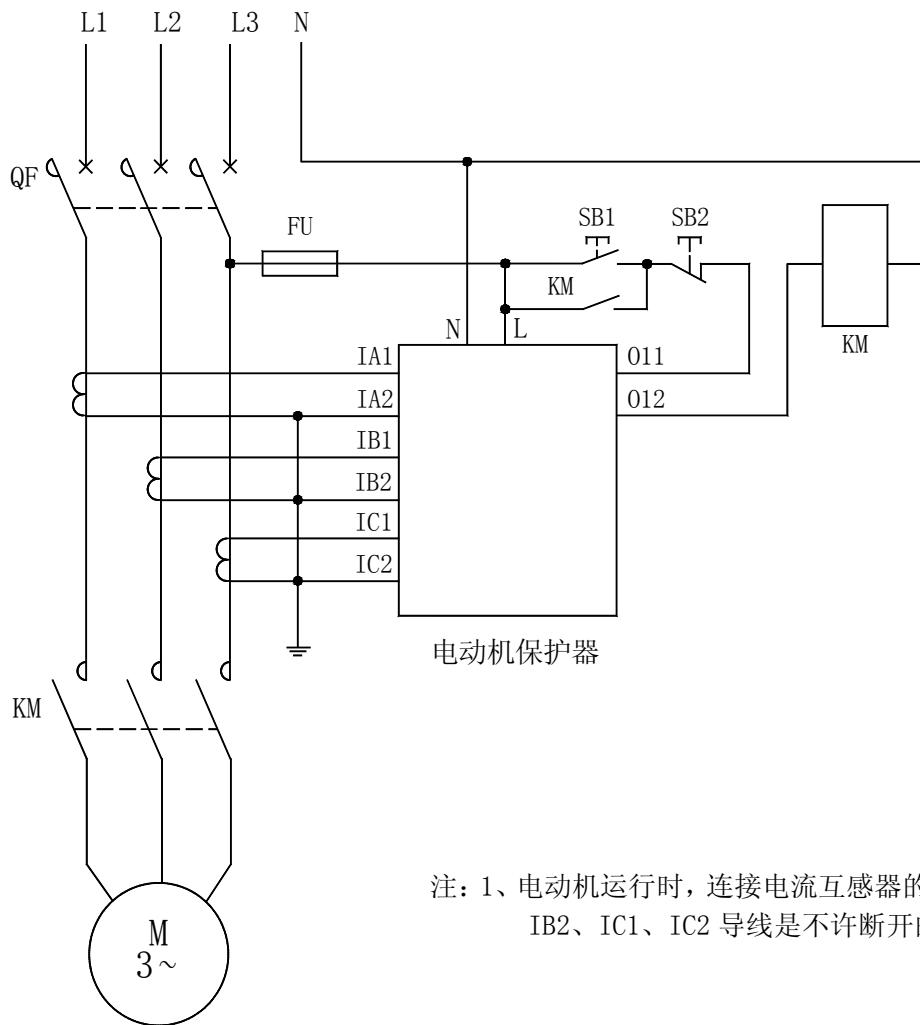 L1 L2 L3 N
QF
FU
SB1 SB2
KM
KM
N L
IA1
IA2
IB1
IB2
IC1
IC2
O11
O12
电动机保护器
KM
注：1、电动机运行时，连接电流互感器的
IB2、IC1、IC2 导线是不许断开
M
3～